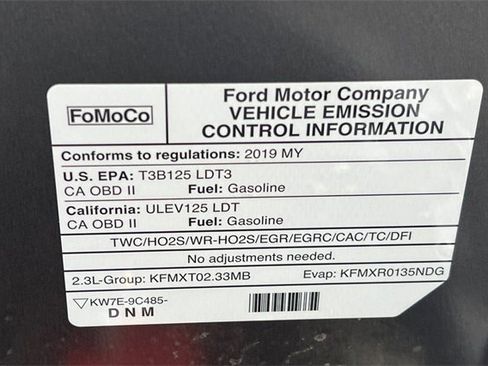 FoMoCo
Ford Motor Company
VEHICLE EMISSION
CONTROL INFORMATION
Conforms to regulations: 2019 MY
U.S. EPA: T3B125 LDT3
CA OBD II Fuel: Gasoline
California: ULEV125 LDT
CA OBD II Fuel: Gasoline
TWC/HO2S/WR-HO2S/EGR/EGRC/CAC/TC/DFI
No adjustments needed.
2.3L-Group: KFMXT02.33MB Evap: KFMXR0135NDG
KW7E-9C485-
DNM